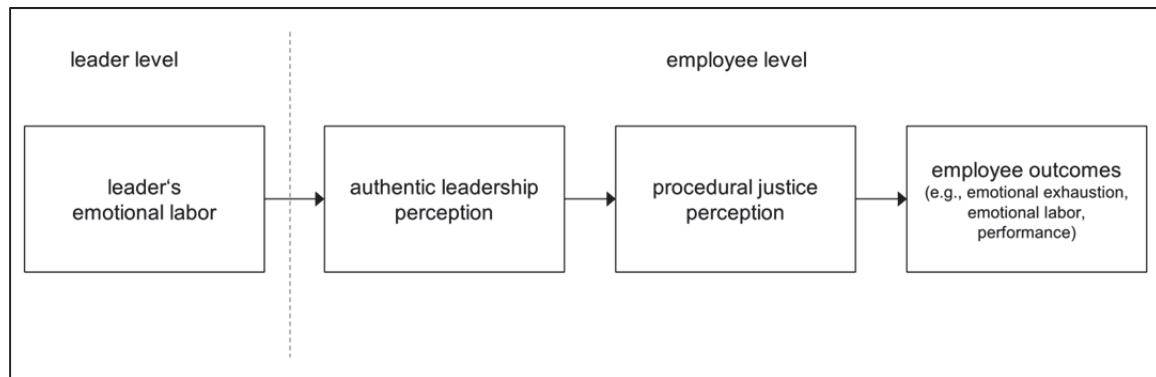 leader level
employee level
leader‘s
emotional labor
authentic leadership
perception
procedural justice
perception
employee outcomes
(e.g., emotional exhaustion,
emotional labor,
performance)